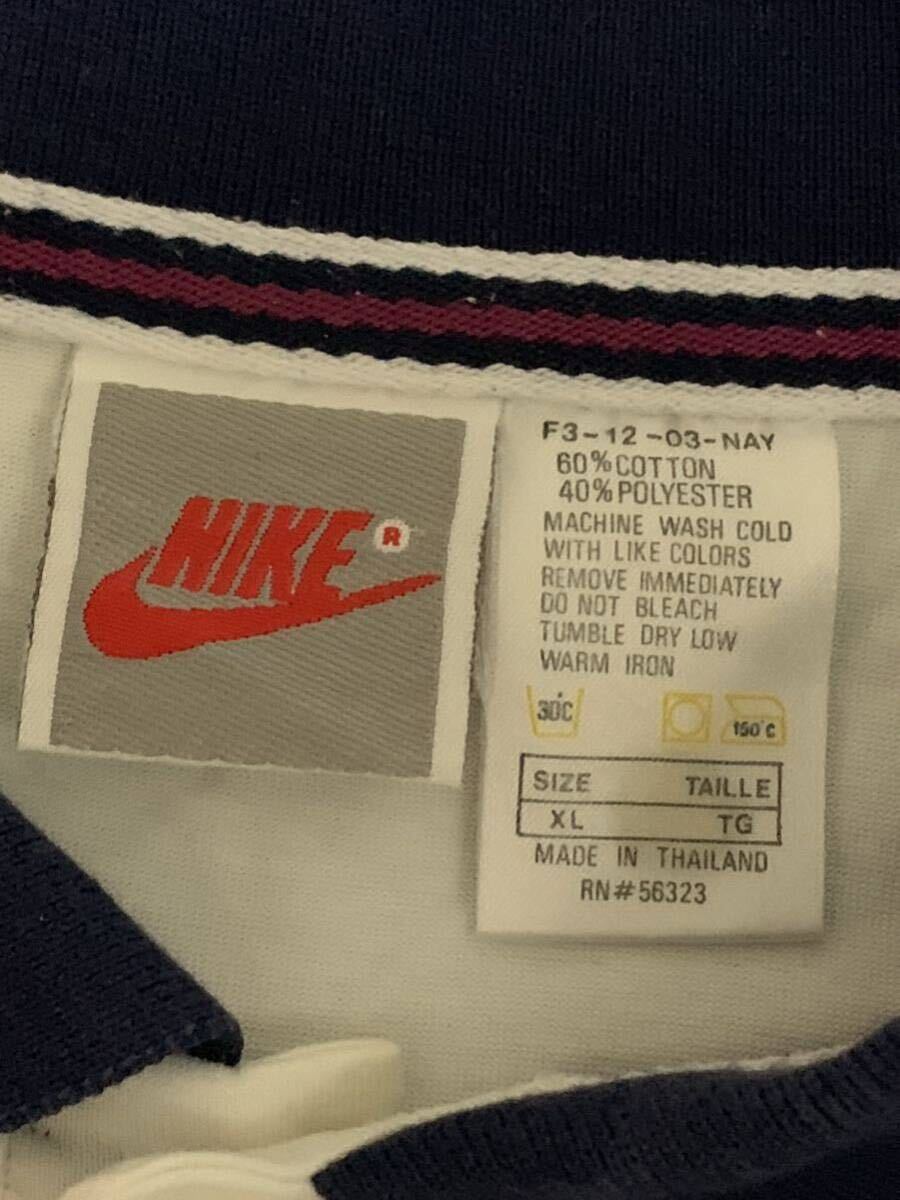 NIKE®
F3-12-03-NAY
60%COTTON
40%POLYESTER
MACHINE WASH COLD
WITH LIKE COLORS
REMOVE IMMEDIATELY
DO NOT BLEACH
TUMBLE DRY LOW
WARM IRON
30°C 150°C
SIZE TAILLE
XL TG
MADE IN THAILAND
RN#56323